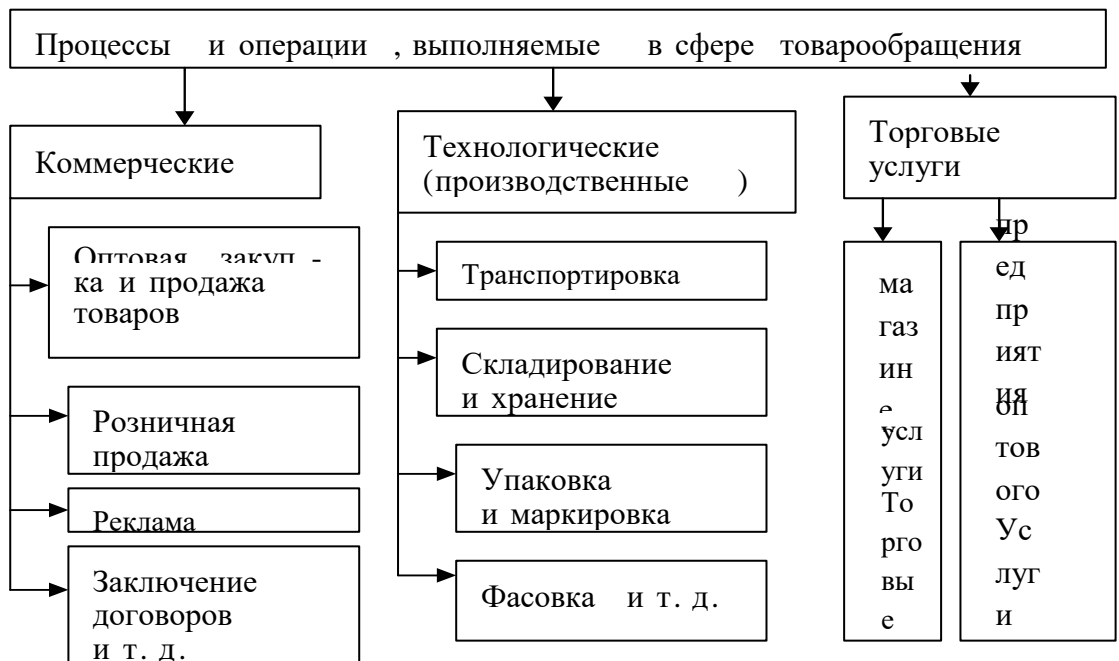 Процессы и операции , выполняемые в сфере товарообращения
Коммерческие
Оптовая закуп -
ка и продажа
товаров
Розничная
продажа
Реклама
Заключение
договоров
и т. д.
Технологические
(производственные )
Транспортировка
Складирование
и хранение
Упаковка
и маркировка
Фасовка и т. д.
Торговые
услуги
ма
газ
ин
е
усл
уги
То
рго
вы
е
пр
ед
пр
ият
ия
оп
тов
ого
Ус
луг
и